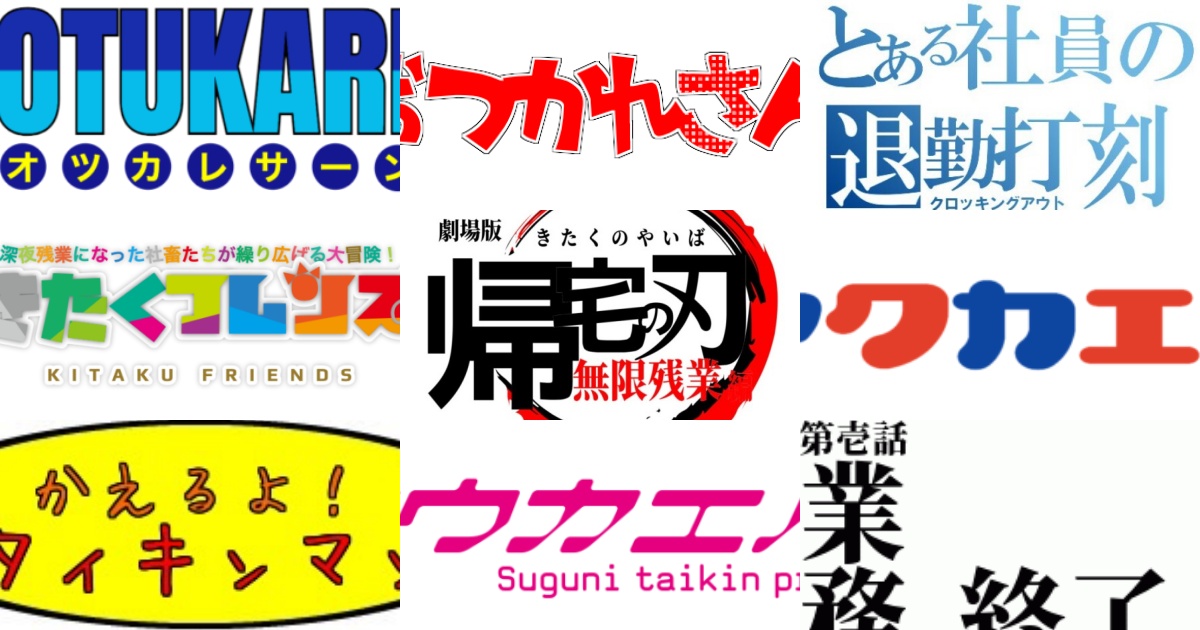 OTUKARE
オツカレサーン
おつかれさん
とある社員の
退勤打刻
クロッキングアウト
深夜残業になった社畜たちが繰り広げる大冒険!
きたくフレンズ
KITAKU FRIENDS
劇場版
きたくのやいば
帰宅の刃
無限残業編
クカエ
かえるよ!
タイキンマン
ウカエル
Suguni taikin p
第壱話
業務
終了